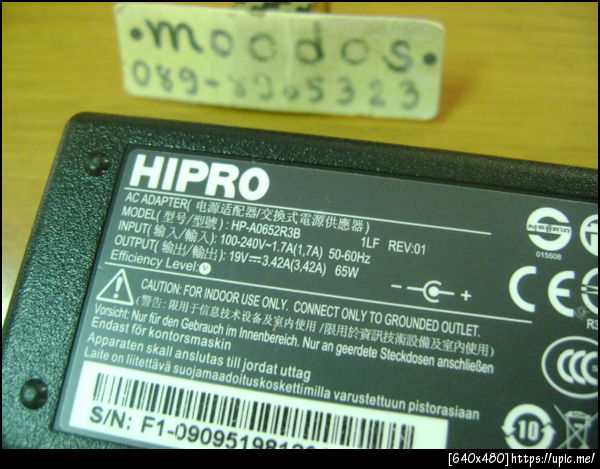 •moodos•
089-8905323
HIPRO
AC ADAPTER( 电源适配器/交換式電源供應器)
MODEL(型号/型號) : HP-A0652R3B 1LF REV:01
INPUT(输入/輸入): 100-240V~1.7A(1,7A) 50-60Hz
OUTPUT(输出/輸出): 19V⎓3.42A(3,42A) 65W
Efficiency Level: V
CAUTION: FOR INDOOR USE ONLY. CONNECT ONLY TO GROUNDED OUTLET.
(警告: 限用于信息技术设备及室内使用 /限用於資訊技術設備及室內使用)
Vorsicht: Nur für den Gebrauch im Innenbereich. Nur an geerdete Steckdosen anschließen
Endast för kontorsmaskin
Apparaten skall anslutas till jordat uttag
Laite on liitettävä suojamaadoituskoskettimilla varustettuun pistorasiaan
S/N: F1-090951981
015508
CE
10
[640x480]https://upic.me/